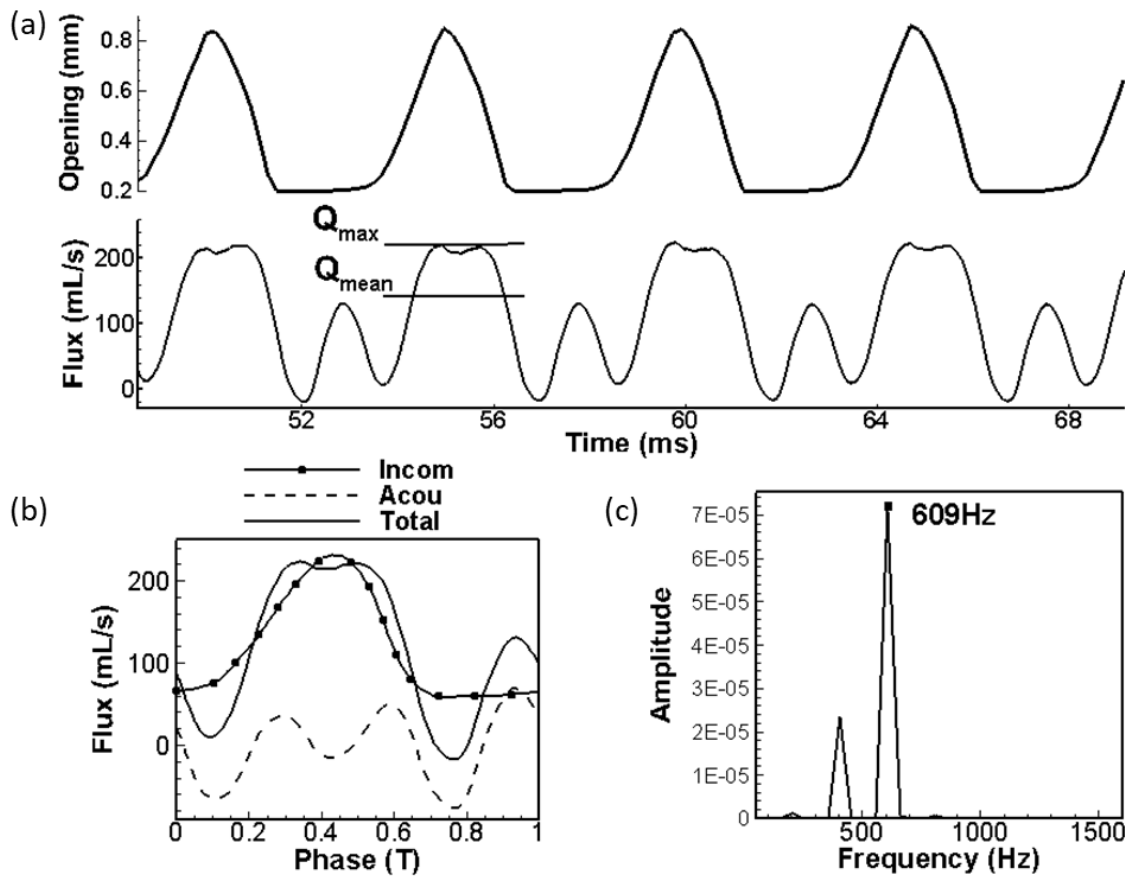 (a)
Opening (mm)
0.8
0.6
0.4
0.2
Qmax
Qmean
Flux (mL/s)
200
100
0
52 56 60 64 68
Time (ms)
(b)
Incom
Acou
Total
Flux (mL/s)
200
100
0
0 0.2 0.4 0.6 0.8 1
Phase (T)
(c)
609Hz
Amplitude
7E-05
6E-05
5E-05
4E-05
3E-05
2E-05
1E-05
0
500 1000 1500
Frequency (Hz)